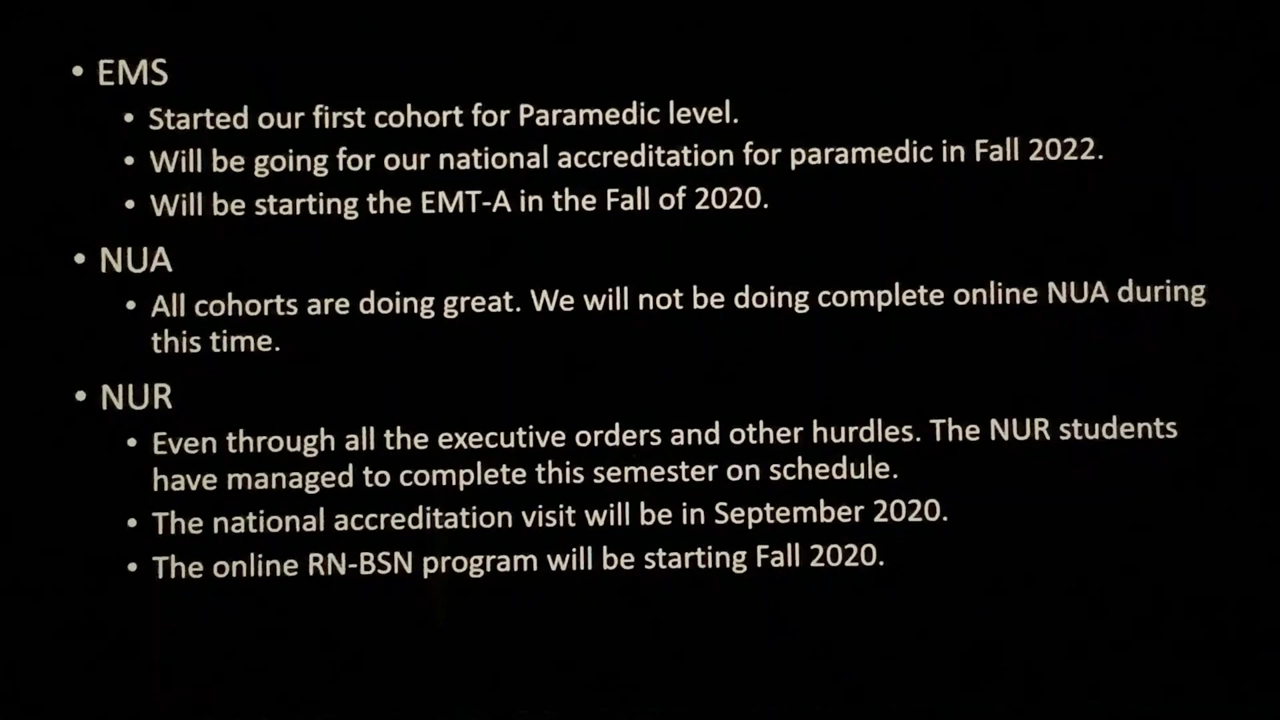 • EMS
• Started our first cohort for Paramedic level.
• Will be going for our national accreditation for paramedic in Fall 2022.
• Will be starting the EMT-A in the Fall of 2020.
• NUA
• All cohorts are doing great. We will not be doing complete online NUA during
this time.
• NUR
• Even through all the executive orders and other hurdles. The NUR students
have managed to complete this semester on schedule.
• The national accreditation visit will be in September 2020.
• The online RN-BSN program will be starting Fall 2020.